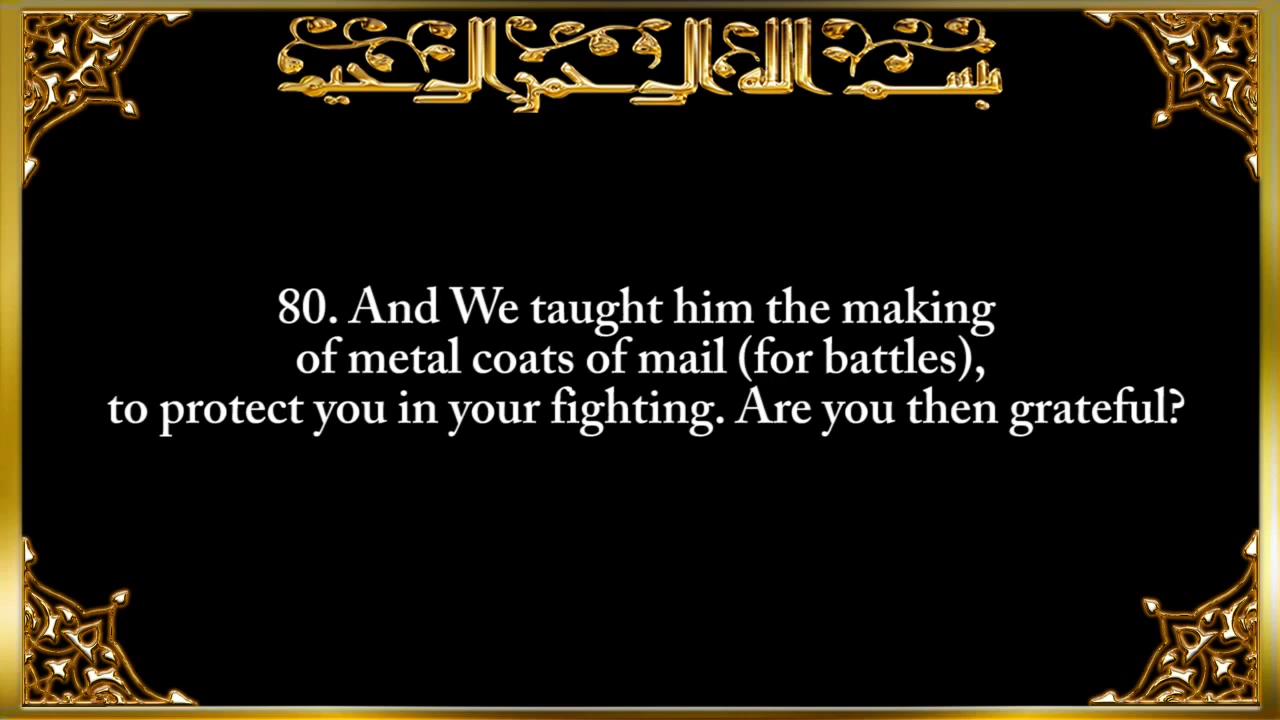 بسم الله الرحمن الرحيم
80. And We taught him the making
of metal coats of mail (for battles),
to protect you in your fighting. Are you then grateful?